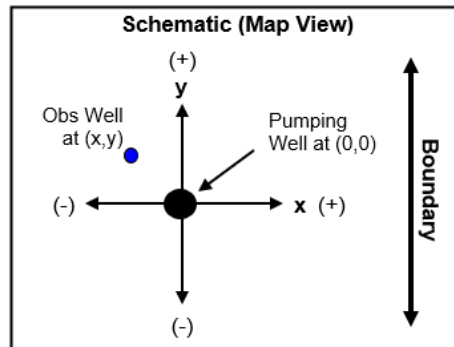 Schematic (Map View)
(+)
y
Obs Well
at (x,y)
Pumping
Well at (0,0)
(-)
x (+)
(-)
Boundary